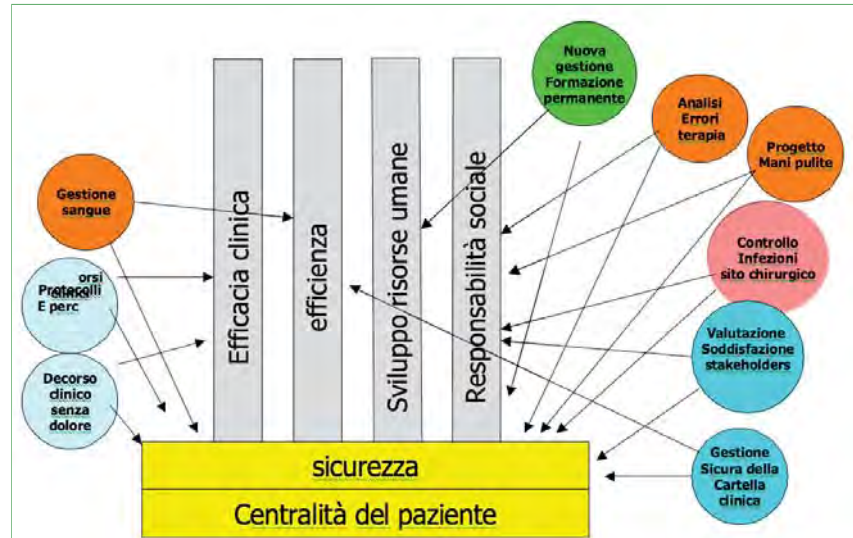 Nuova
gestione
Formazione
permanente
Analisi
Errori
terapia
Progetto
Mani pulite
Gestione
sangue
Controllo
Infezioni
sito chirurgico
orsi
clinici
Protocolli
E perc
Valutazione
Soddisfazione
stakeholders
Decorso
clinico
senza
dolore
Gestione
Sicura della
Cartella
clinica
Efficacia clinica
efficienza
Sviluppo risorse umane
Responsabilità sociale
sicurezza
Centralità del paziente